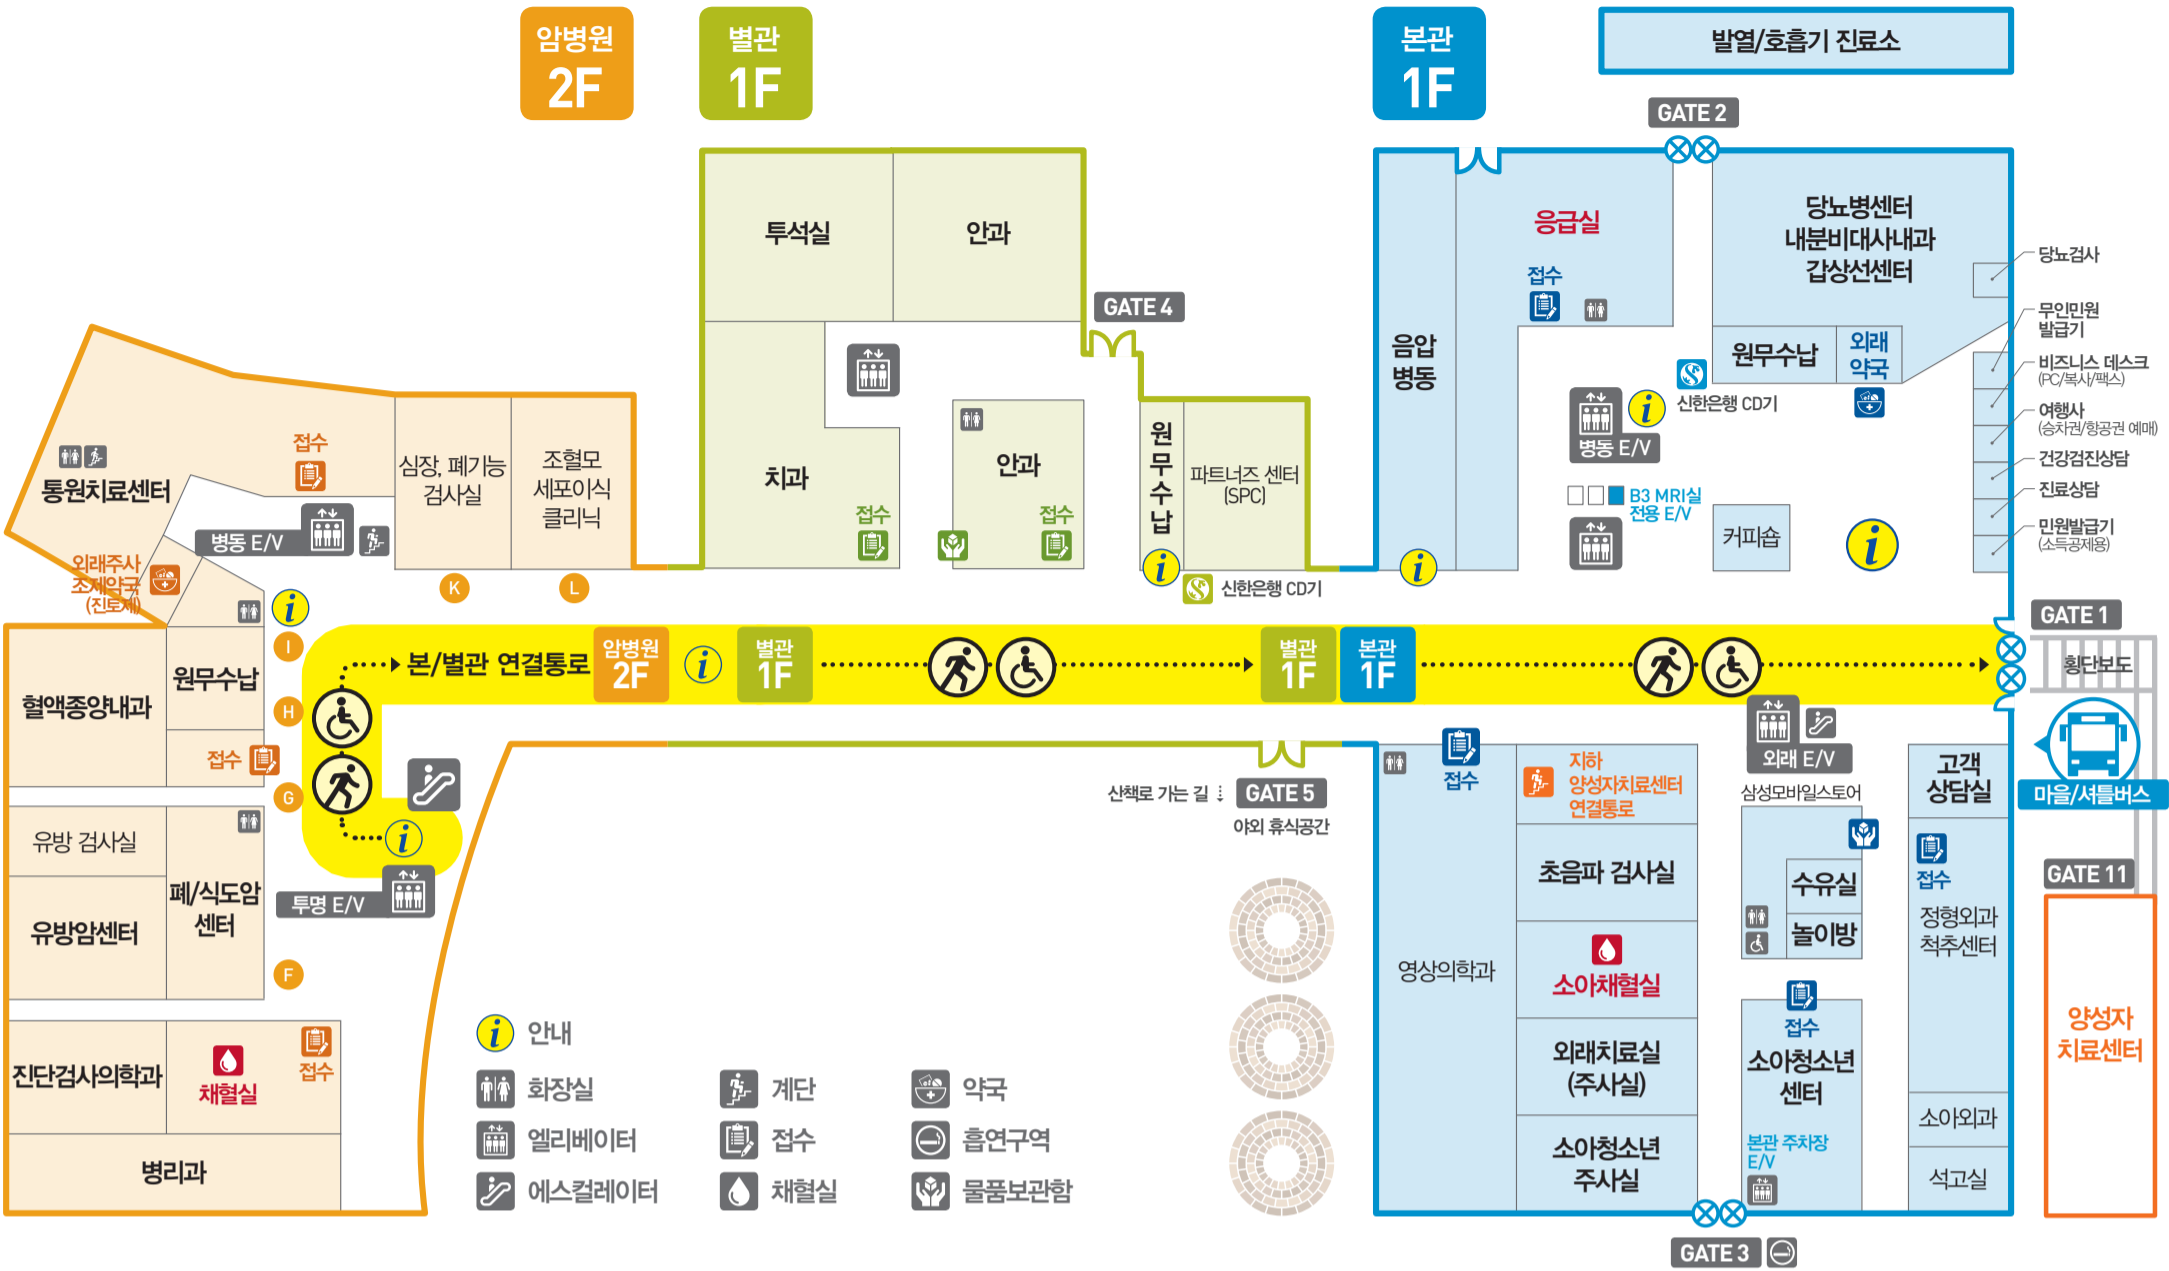 암병원
2F
별관
1F
본관
1F
발열/호흡기 진료소
GATE 2
투석실
안과
GATE 4
치과
접수
안과
접수
원
무
수
납
파트너즈 센터
(SPC)
신한은행 CD기
음압
병동
응급실
접수
당뇨병센터
내분비대사내과
갑상선센터
원무수납
외래
약국
신한은행 CD기
병동 E/V
B3 MRI실
전용 E/V
커피숍
당뇨검사
무인민원
발급기
비즈니스 데스크
(PC/복사/팩스)
여행사
(승차권/항공권 예매)
건강검진상담
진료상담
민원발급기
(소득공제용)
통원치료센터
접수
심장, 폐기능
검사실
조혈모
세포이식
클리닉
병동 E/V
외래주사
조제약국
(진토제)
K
L
I
H
G
F
혈액종양내과
원무수납
접수
유방 검사실
유방암센터
폐/식도암
센터
투명 E/V
진단검사의학과
채혈실
접수
병리과
본/별관 연결통로
암병원
2F
별관
1F
별관
1F
본관
1F
GATE 1
횡단보도
마을/셔틀버스
GATE 11
양성자
치료센터
산책로 가는 길
GATE 5
야외 휴식공간
접수
영상의학과
지하
양성자치료센터
연결통로
초음파 검사실
소아채혈실
외래치료실
(주사실)
소아청소년
주사실
외래 E/V
삼성모바일스토어
수유실
놀이방
접수
소아청소년
센터
본관 주차장
E/V
고객
상담실
접수
정형외과
척추센터
소아외과
석고실
GATE 3
안내
화장실
엘리베이터
에스컬레이터
계단
접수
채혈실
약국
흡연구역
물품보관함